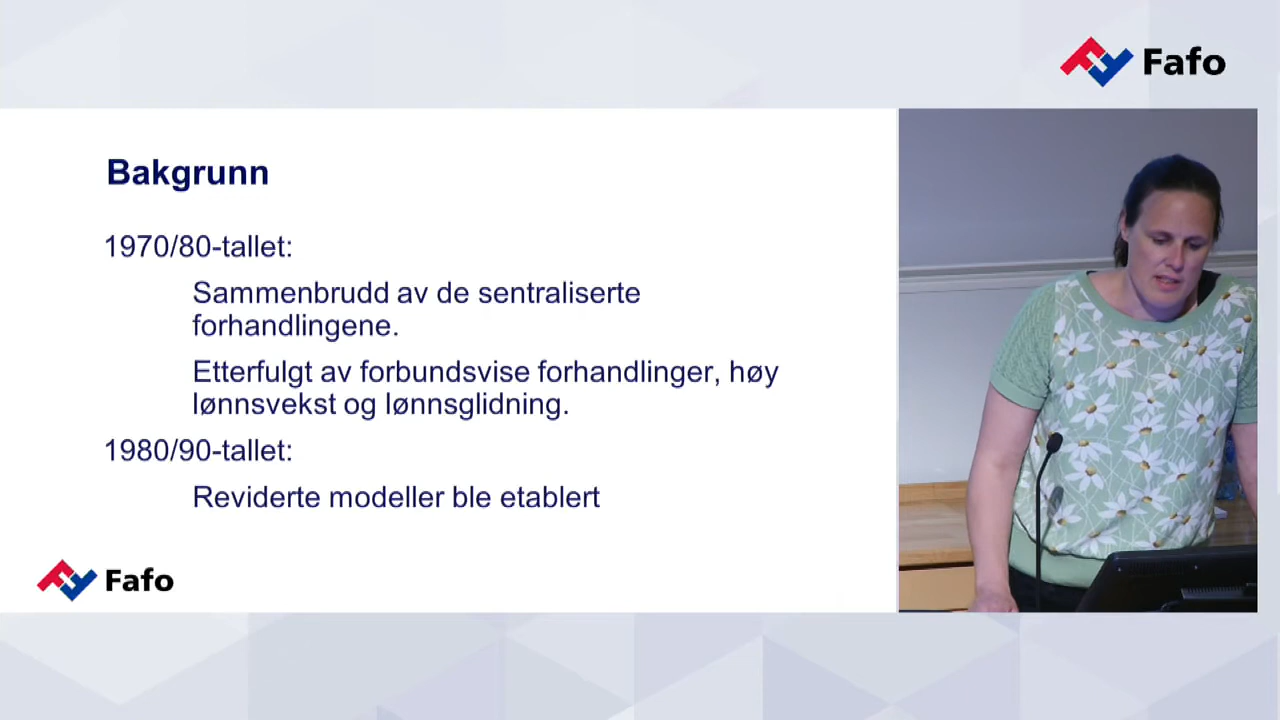 Fafo
Bakgrunn
1970/80-tallet:
Sammenbrudd av de sentraliserte
forhandlingene.
Etterfulgt av forbundsvise forhandlinger, høy
lønnsvekst og lønnsglidning.
1980/90-tallet:
Reviderte modeller ble etablert
Fafo